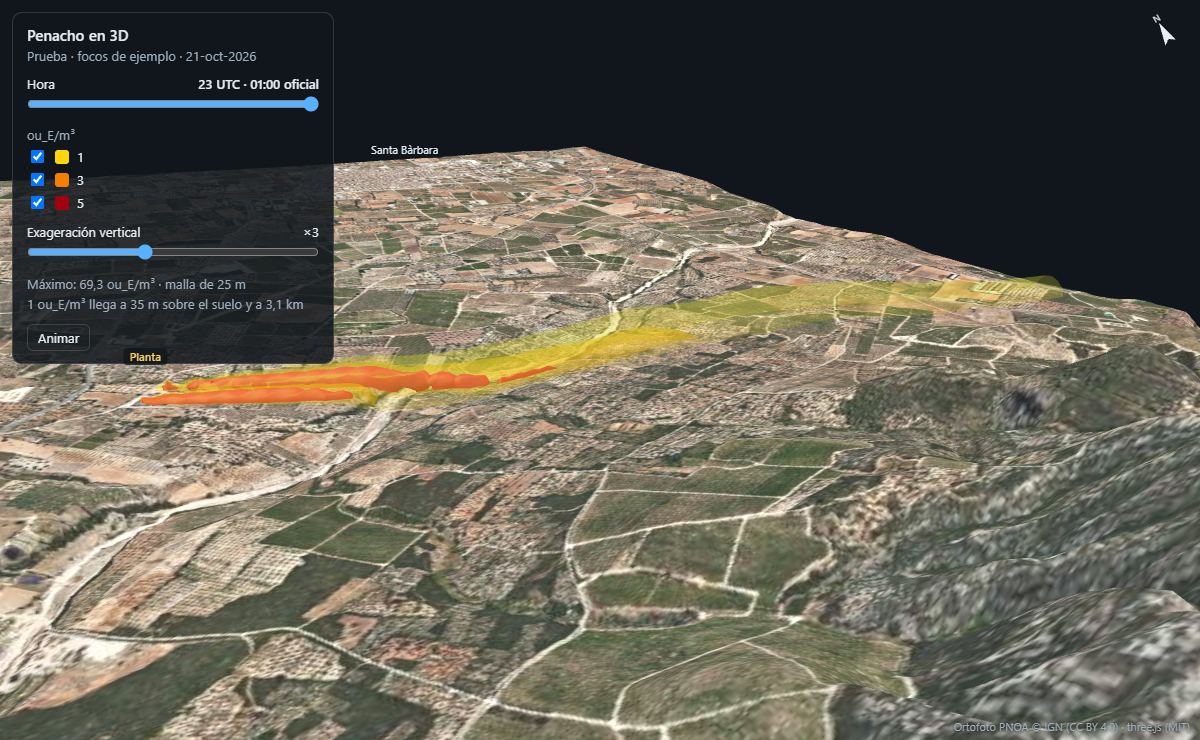 Penacho en 3D
Prueba · focos de ejemplo · 21-oct-2026
Hora 23 UTC · 01:00 oficial
ou_E/m³
1
3
5
Exageración vertical ×3
Máximo: 69,3 ou_E/m³ · malla de 25 m
1 ou_E/m³ llega a 35 m sobre el suelo y a 3,1 km
Animar
Planta
Santa Bàrbara
N
Ortofoto PNOA © IGN (CC BY 4.0) · three.js (MIT)